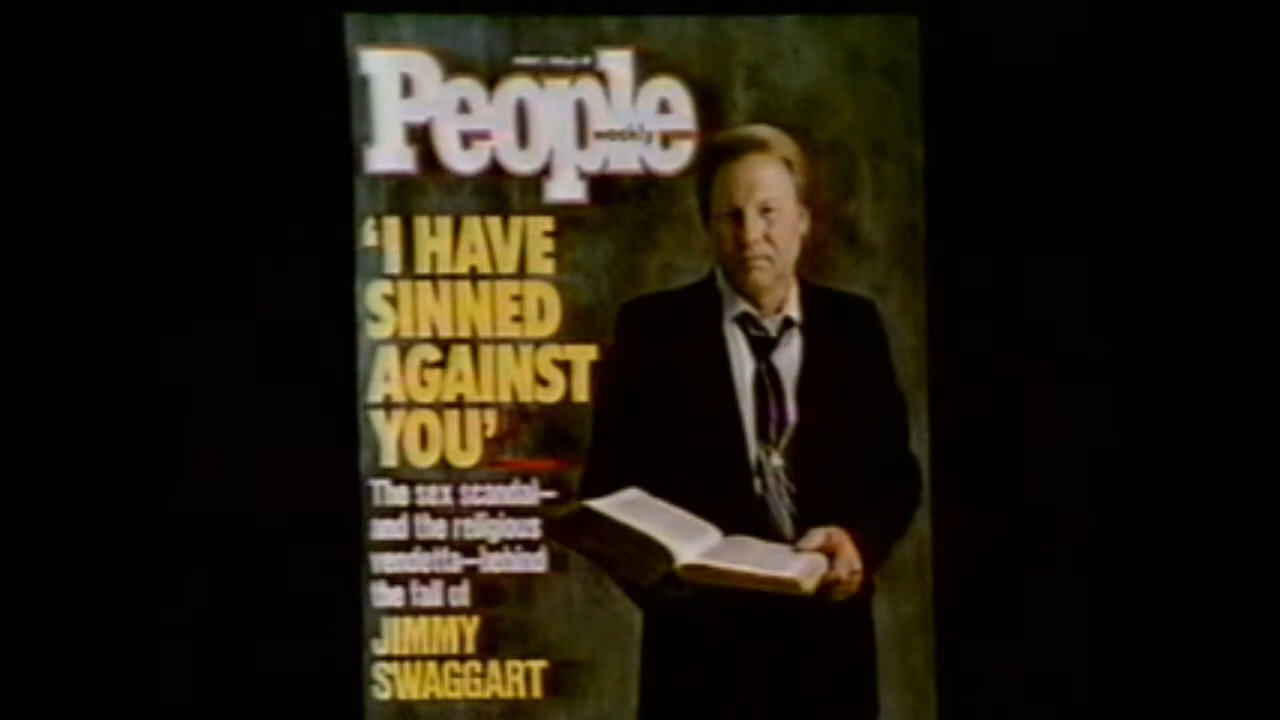 People
weekly
'I HAVE
SINNED
AGAINST
YOU'
The sex scandal—
and the religious
vendetta—behind
the fall of
JIMMY
SWAGGART